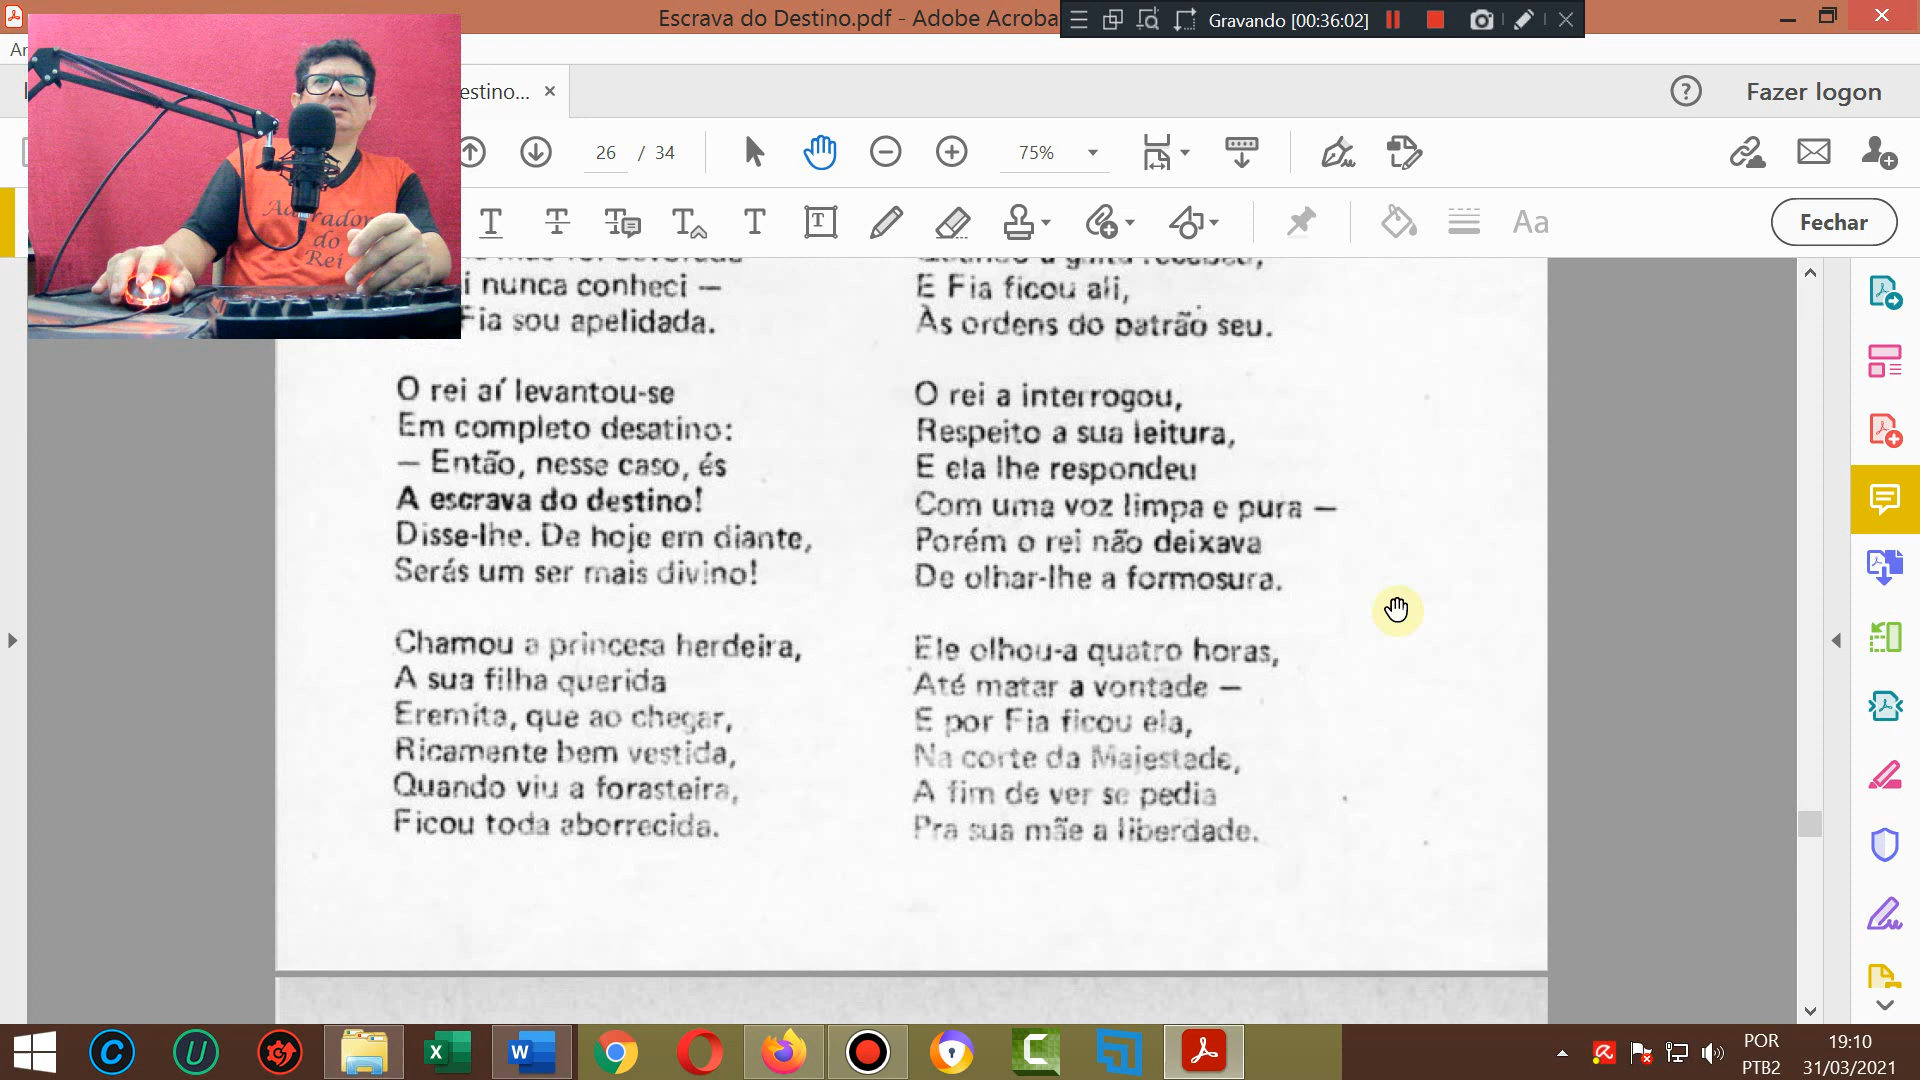 Escrava do Destino.pdf - Adobe Acroba
Gravando [00:36:02]
Ar
estino...
Fazer logon
26 / 34
75%
Aa
Fechar
Adorador
do
Rei
i nunca conheci —
Fia sou apelidada.
O rei aí levantou-se
Em completo desatino:
— Então, nesse caso, és
A escrava do destino!
Disse-lhe. De hoje em diante,
Serás um ser mais divino!
Chamou a princesa herdeira,
A sua filha querida
Eremita, que ao chegar,
Ricamente bem vestida,
Quando viu a forasteira,
Ficou toda aborrecida.
E Fia ficou ali,
Às ordens do patrão seu.
O rei a interrogou,
Respeito a sua leitura,
E ela lhe respondeu
Com uma voz limpa e pura —
Porém o rei não deixava
De olhar-lhe a formosura.
Ele olhou-a quatro horas,
Até matar a vontade —
E por Fia ficou ela,
Na corte da Majestade,
A fim de ver se pedia
Pra sua mãe a liberdade.
POR
PTB2
19:10
31/03/2021